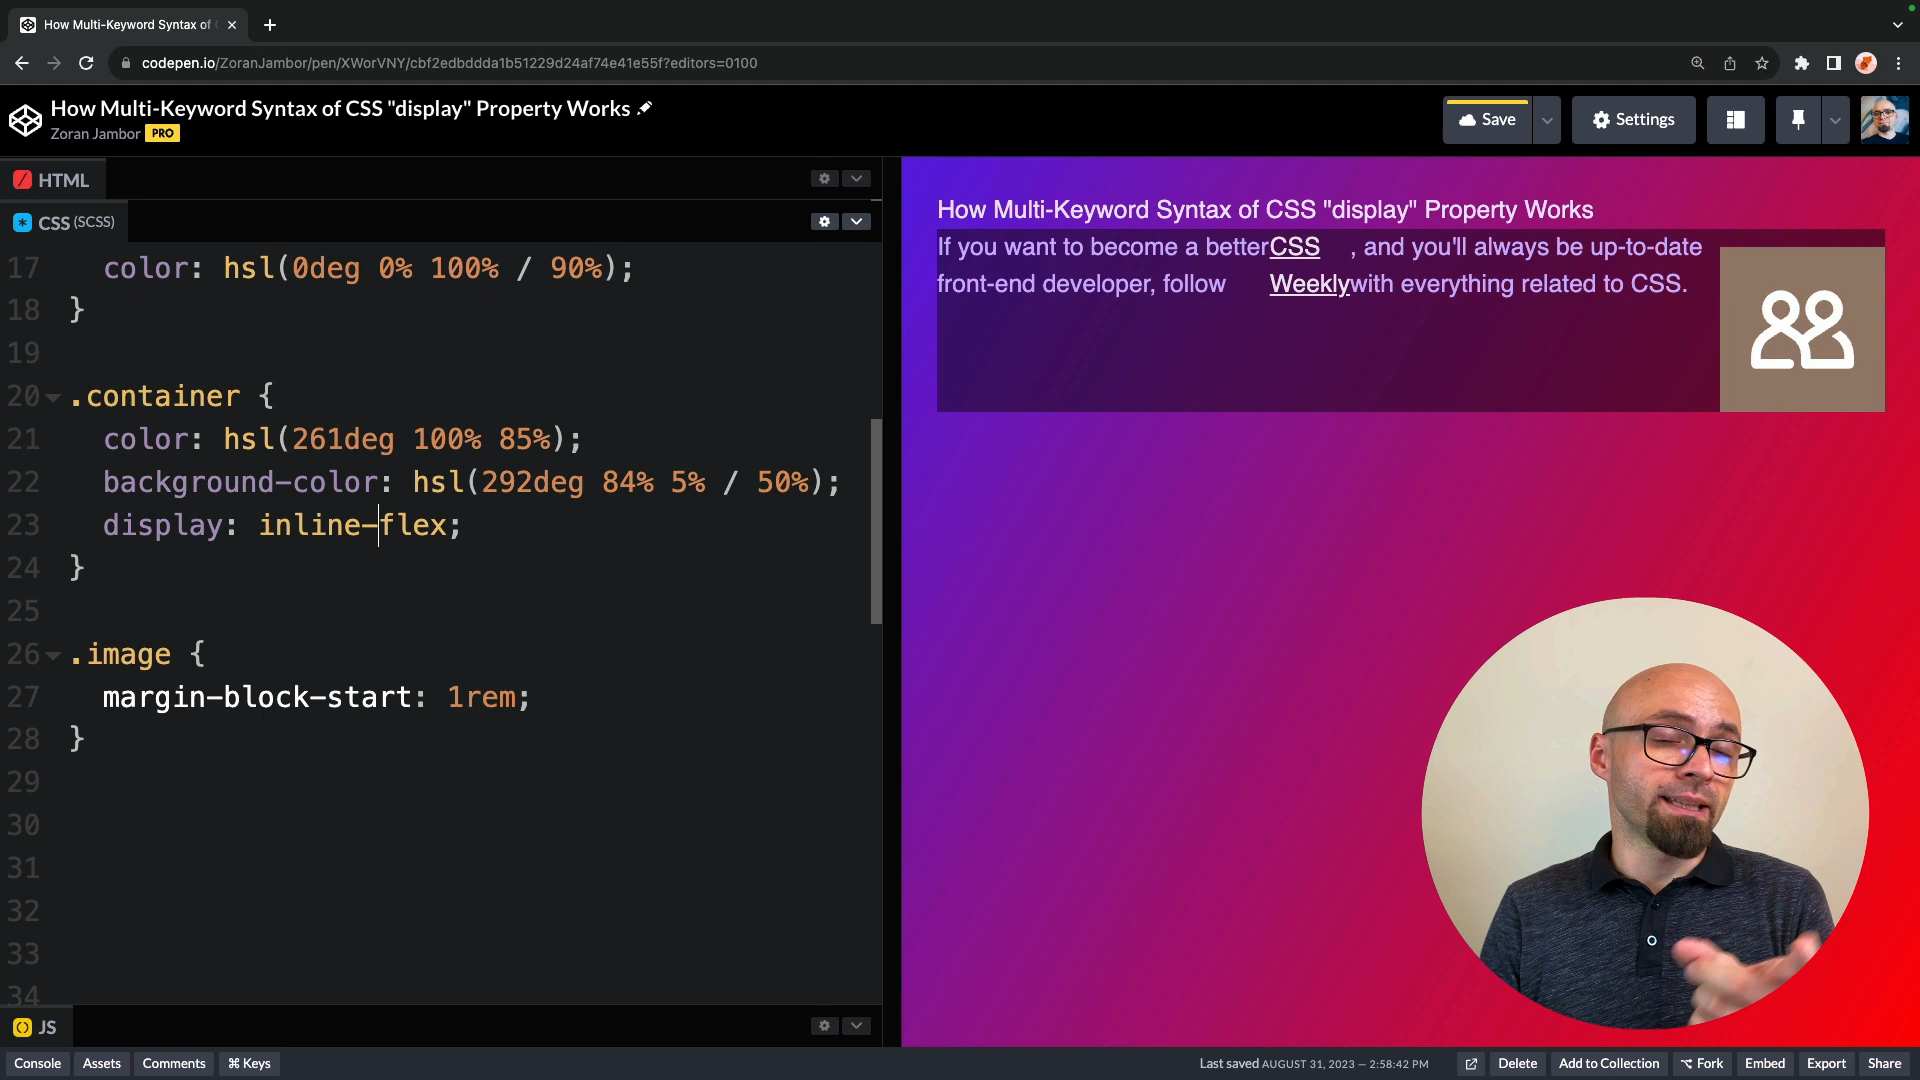 How Multi-Keyword Syntax of
codepen.io/ZoranJambor/pen/XWorVNY/cbf2edbddda1b51229d24af74e41e55f?editors=0100
How Multi-Keyword Syntax of CSS "display" Property Works
Zoran Jambor PRO
Save
Settings
HTML
CSS (SCSS)
17 color: hsl(0deg 0% 100% / 90%);
18 }
19
20 .container {
21 color: hsl(261deg 100% 85%);
22 background-color: hsl(292deg 84% 5% / 50%);
23 display: inline-flex;
24 }
25
26 .image {
27 margin-block-start: 1rem;
28 }
29
30
31
32
33
34
JS
How Multi-Keyword Syntax of CSS "display" Property Works
If you want to become a better CSS , and you'll always be up-to-date
front-end developer, follow Weekly with everything related to CSS.
Console Assets Comments ⌘ Keys
Last saved AUGUST 31, 2023 — 2:58:42 PM
Delete Add to Collection Fork Embed Export Share